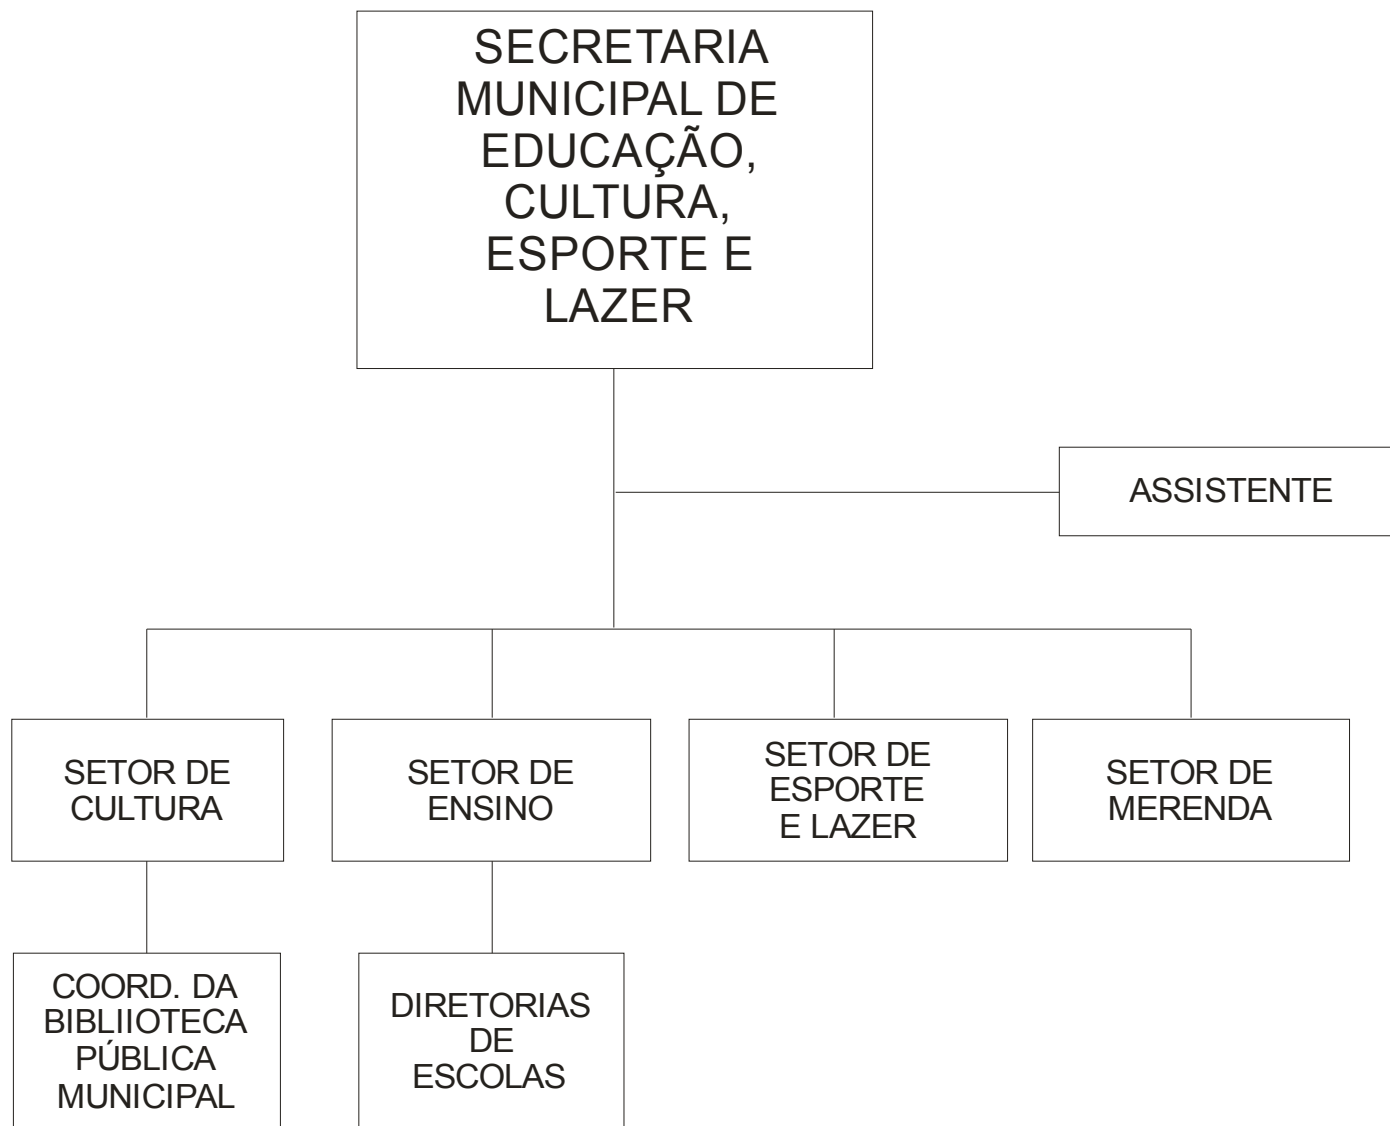 SECRETARIA
MUNICIPAL DE
EDUCAÇÃO,
CULTURA,
ESPORTE E
LAZER
ASSISTENTE
SETOR DE
CULTURA
SETOR DE
ENSINO
SETOR DE
ESPORTE
E LAZER
SETOR DE
MERENDA
COORD. DA
BIBLIIOTECA
PÚBLICA
MUNICIPAL
DIRETORIAS
DE
ESCOLAS